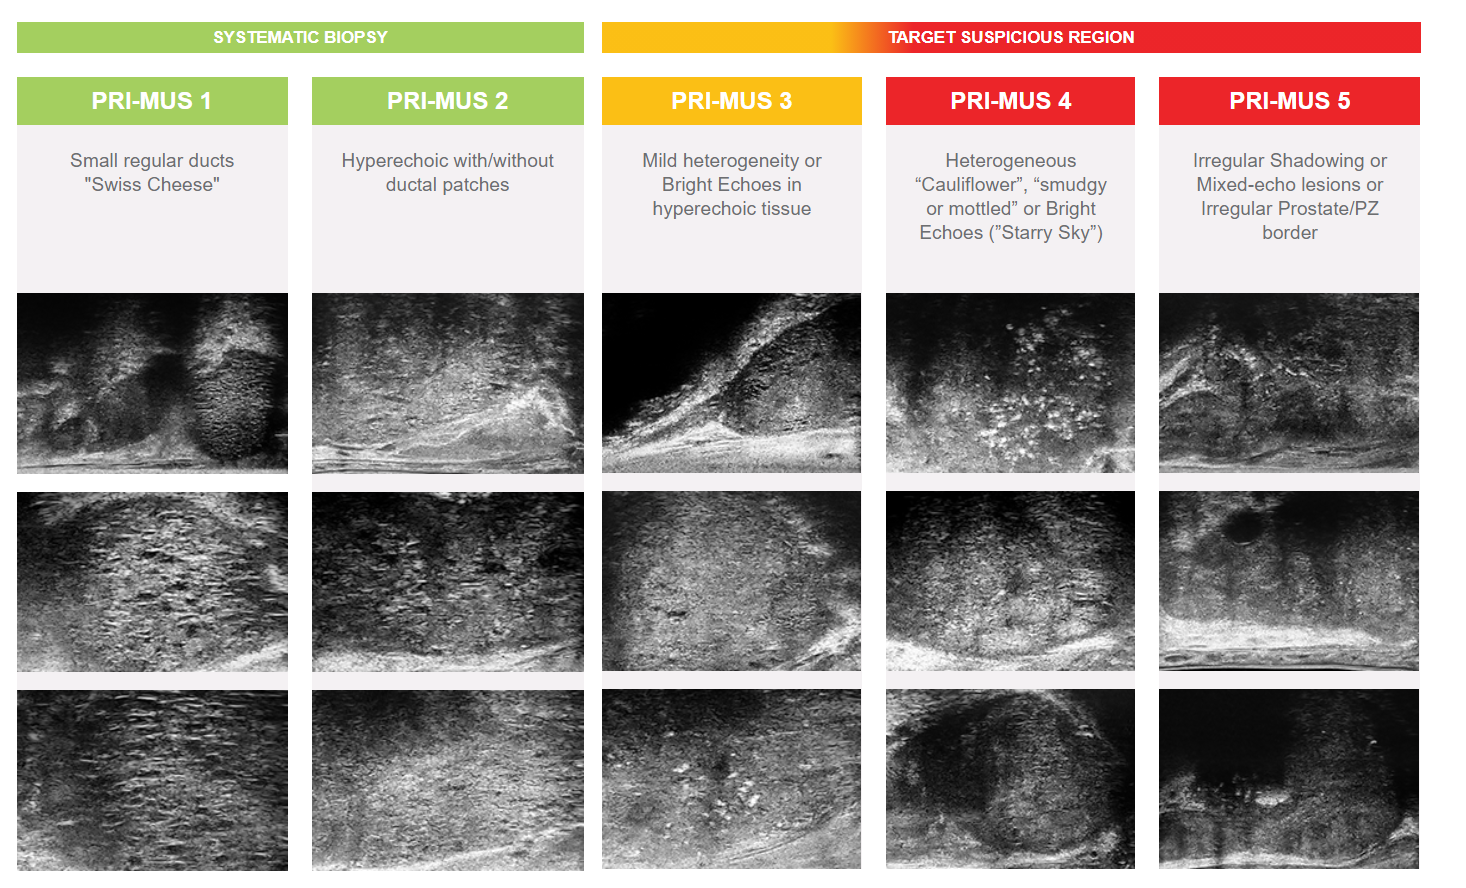 SYSTEMATIC BIOPSY
TARGET SUSPICIOUS REGION
PRI-MUS 1
Small regular ducts
"Swiss Cheese"
PRI-MUS 2
Hyperechoic with/without
ductal patches
PRI-MUS 3
Mild heterogeneity or
Bright Echoes in
hyperechoic tissue
PRI-MUS 4
Heterogeneous
“Cauliflower”, “smudgy
or mottled” or Bright
Echoes (”Starry Sky”)
PRI-MUS 5
Irregular Shadowing or
Mixed-echo lesions or
Irregular Prostate/PZ
border